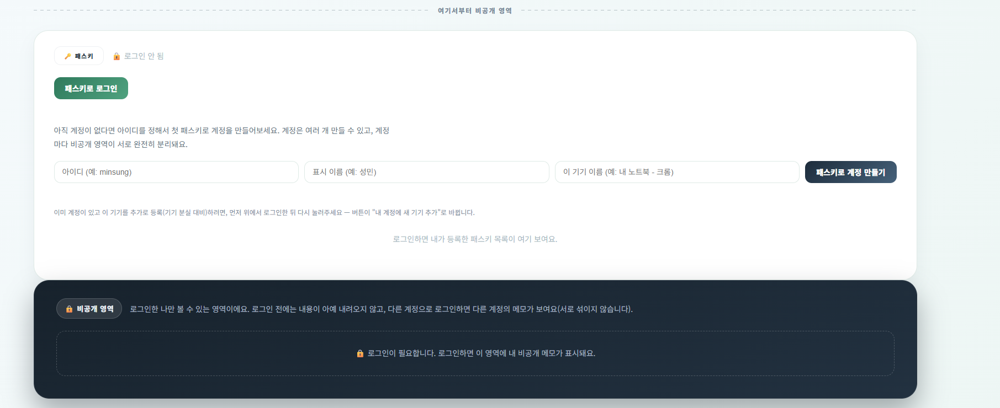 여기서부터 비공개 영역
🔑 패스키
🔒 로그인 안 됨
패스키로 로그인
아직 계정이 없다면 아이디를 정해서 첫 패스키로 계정을 만들어보세요. 계정은 여러 개 만들 수 있고, 계정
마다 비공개 영역이 서로 완전히 분리돼요.
아이디 (예: minsung)
표시 이름 (예: 성민)
이 기기 이름 (예: 내 노트북 - 크롬)
패스키로 계정 만들기
이미 계정이 있고 이 기기를 추가로 등록(기기 분실 대비)하려면, 먼저 위에서 로그인한 뒤 다시 눌러주세요 — 버튼이 "내 계정에 새 기기 추가"로 바뀝니다.
로그인하면 내가 등록한 패스키 목록이 여기 보여요.
🔒 비공개 영역
로그인한 나만 볼 수 있는 영역이에요. 로그인 전에는 내용이 아예 내려오지 않고, 다른 계정으로 로그인하면 다른 계정의 메모가 보여요(서로 섞이지 않습니다).
🔒 로그인이 필요합니다. 로그인하면 이 영역에 내 비공개 메모가 표시돼요.